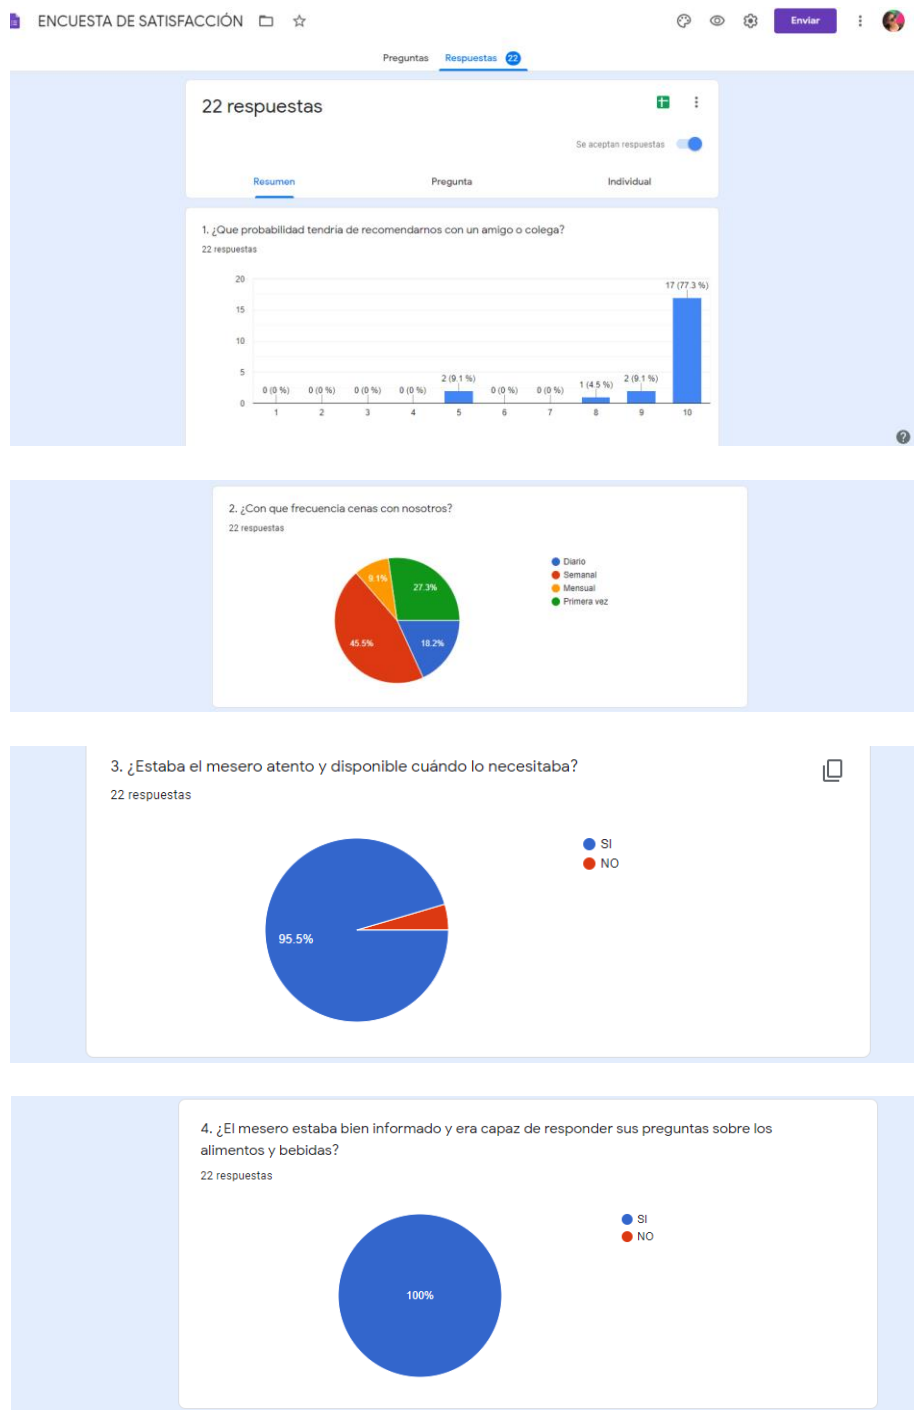 ENCUESTA DE SATISFACCIÓN
Enviar
Preguntas Respuestas 22
22 respuestas
Se aceptan respuestas
Resumen Pregunta Individual
1. ¿Que probabilidad tendría de recomendarnos con un amigo o colega?
22 respuestas
20
15
10
5
0
0 (0 %) 0 (0 %) 0 (0 %) 0 (0 %) 2 (9.1 %) 0 (0 %) 0 (0 %) 1 (4.5 %) 2 (9.1 %) 17 (77.3 %)
1 2 3 4 5 6 7 8 9 10
2. ¿Con que frecuencia cenas con nosotros?
22 respuestas
9.1%
27.3%
45.5%
18.2%
Diario
Semanal
Mensual
Primera vez
3. ¿Estaba el mesero atento y disponible cuándo lo necesitaba?
22 respuestas
95.5%
SI
NO
4. ¿El mesero estaba bien informado y era capaz de responder sus preguntas sobre los
alimentos y bebidas?
22 respuestas
100%
SI
NO